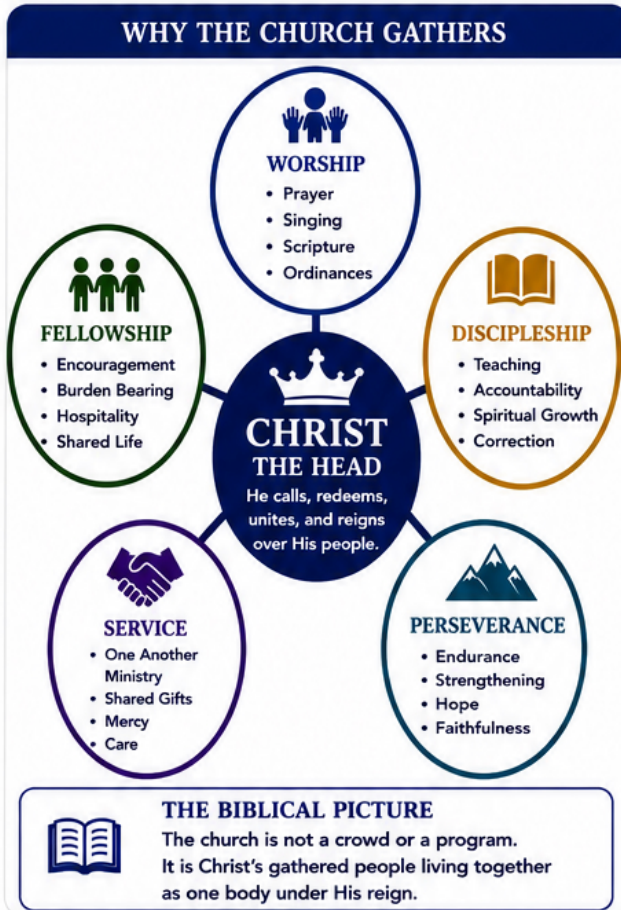 WHY THE CHURCH GATHERS
WORSHIP
• Prayer
• Singing
• Scripture
• Ordinances
FELLOWSHIP
• Encouragement
• Burden Bearing
• Hospitality
• Shared Life
DISCIPLESHIP
• Teaching
• Accountability
• Spiritual Growth
• Correction
CHRIST
THE HEAD
He calls, redeems,
unites, and reigns
over His people.
SERVICE
• One Another
Ministry
• Shared Gifts
• Mercy
• Care
PERSEVERANCE
• Endurance
• Strengthening
• Hope
• Faithfulness
THE BIBLICAL PICTURE
The church is not a crowd or a program.
It is Christ’s gathered people living together
as one body under His reign.